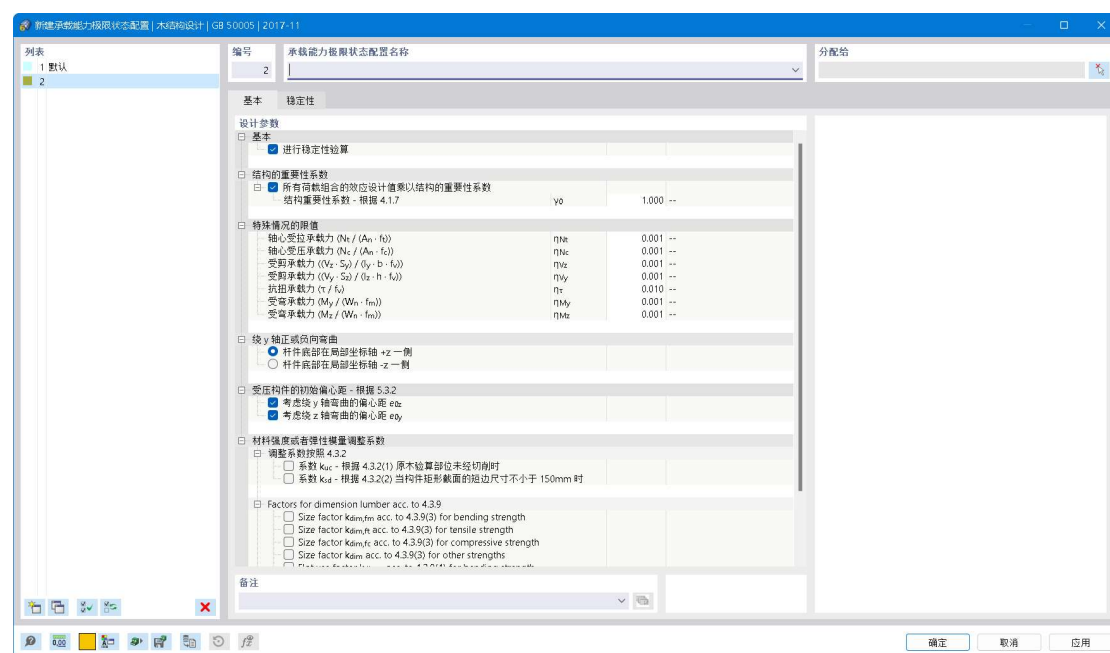 新建承载能力极限状态配置 | 木结构设计 | GB 50005 | 2017-11
列表
1 默认
2
编号
2
承载能力极限状态配置名称
分配给
基本
稳定性
设计参数
基本
进行稳定性验算
结构的重要性系数
所有荷载组合的效应设计值乘以结构的重要性系数
结构重要性系数 - 根据 4.1.7 γ0 1.000 --
特殊情况的限值
轴心受拉承载力 (Nt / (An · ft)) ηNt 0.001 --
轴心受压承载力 (Nc / (An · fc)) ηNc 0.001 --
受剪承载力 ((Vz · Sy) / (Iy · b · fv)) ηVz 0.001 --
受剪承载力 ((Vy · Sz) / (Iz · h · fv)) ηVy 0.001 --
抗扭承载力 (τ / fv) ητ 0.010 --
受弯承载力 (My / (Wn · fm)) ηMy 0.001 --
受弯承载力 (Mz / (Wn · fm)) ηMz 0.001 --
绕 y 轴正或负向弯曲
杆件底部在局部坐标轴 +z 一侧
杆件底部在局部坐标轴 -z 一侧
受压构件的初始偏心距 - 根据 5.3.2
考虑绕 y 轴弯曲的偏心距 e0z
考虑绕 z 轴弯曲的偏心距 e0y
材料强度或者弹性模量调整系数
调整系数按照 4.3.2
系数 kuc - 根据 4.3.2(1) 原木验算部位未经切削时
系数 ksd - 根据 4.3.2(2) 当构件矩形截面的短边尺寸不小于 150mm 时
Factors for dimension lumber acc. to 4.3.9
Size factor kdim,fm acc. to 4.3.9(3) for bending strength
Size factor kdim,ft acc. to 4.3.9(3) for tensile strength
Size factor kdim,fc acc. to 4.3.9(3) for compressive strength
Size factor kdim acc. to 4.3.9(3) for other strengths
备注
确定
取消
应用